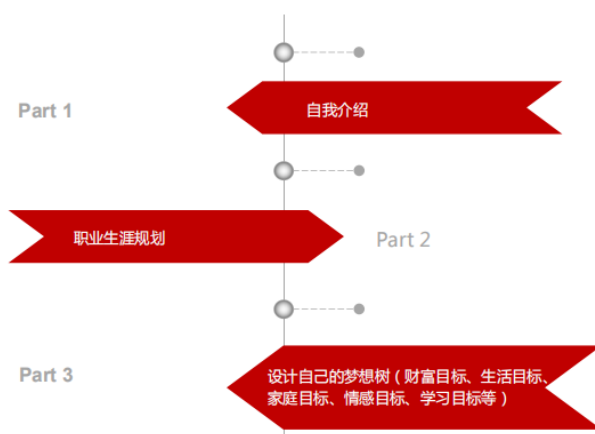 Part 1
自我介绍
职业生涯规划
Part 2
Part 3
设计自己的梦想树（财富目标、生活目标、
家庭目标、情感目标、学习目标等）